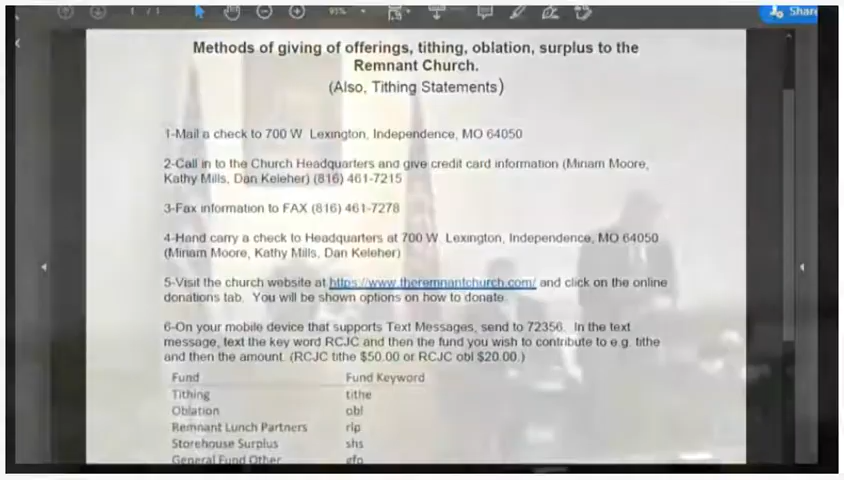 1 / 1
91%
Share
Methods of giving of offerings, tithing, oblation, surplus to the
Remnant Church.
(Also, Tithing Statements)
1-Mail a check to 700 W Lexington, Independence, MO 64050
2-Call in to the Church Headquarters and give credit card information (Miriam Moore,
Kathy Mills, Dan Keleher) (816) 461-7215
3-Fax information to FAX (816) 461-7278
4-Hand carry a check to Headquarters at 700 W. Lexington, Independence, MO 64050
(Miriam Moore, Kathy Mills, Dan Keleher)
5-Visit the church website at https://www.theremnantchurch.com/ and click on the online
donations tab. You will be shown options on how to donate.
6-On your mobile device that supports Text Messages, send to 72356. In the text
message, text the key word RCJC and then the fund you wish to contribute to e.g. tithe
and then the amount. (RCJC tithe $50.00 or RCJC obl $20.00.)
Fund Fund Keyword
Tithing tithe
Oblation obl
Remnant Lunch Partners rlp
Storehouse Surplus shs
General Fund Other gfo